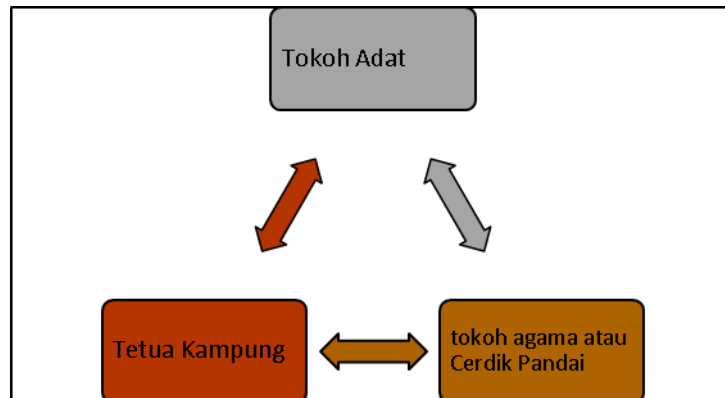 Tokoh Adat
Tetua Kampung
tokoh agama atau
Cerdik Pandai